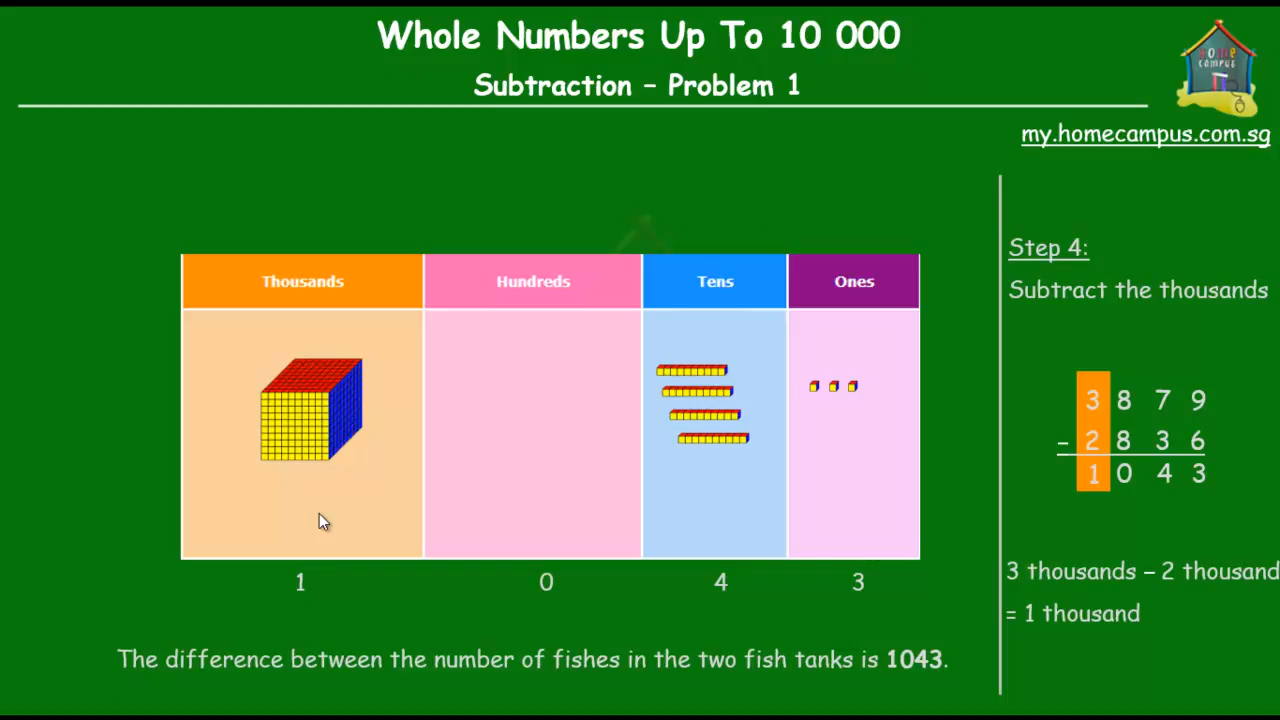 Whole Numbers Up To 10 000
Subtraction – Problem 1
HOME
campus
my.homecampus.com.sg
Thousands Hundreds Tens Ones
1 0 4 3
The difference between the number of fishes in the two fish tanks is 1043.
Step 4:
Subtract the thousands
3 8 7 9
– 2 8 3 6
1 0 4 3
3 thousands – 2 thousand
= 1 thousand